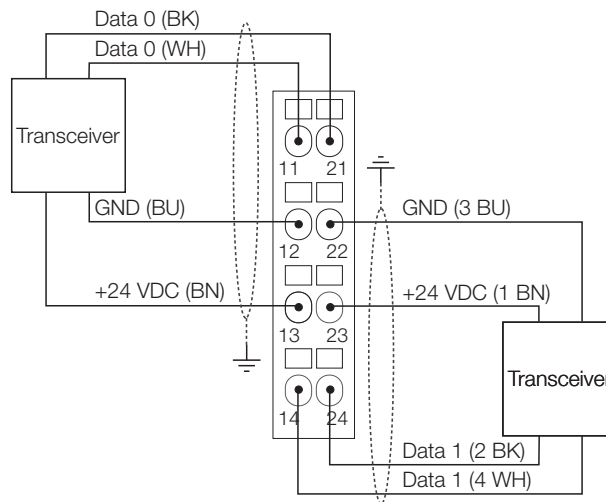 Data 0 (BK)
Data 0 (WH)
Transceiver
11 21
GND (BU)
GND (3 BU)
12 22
+24 VDC (BN)
+24 VDC (1 BN)
13 23
Transceiver
14 24
Data 1 (2 BK)
Data 1 (4 WH)